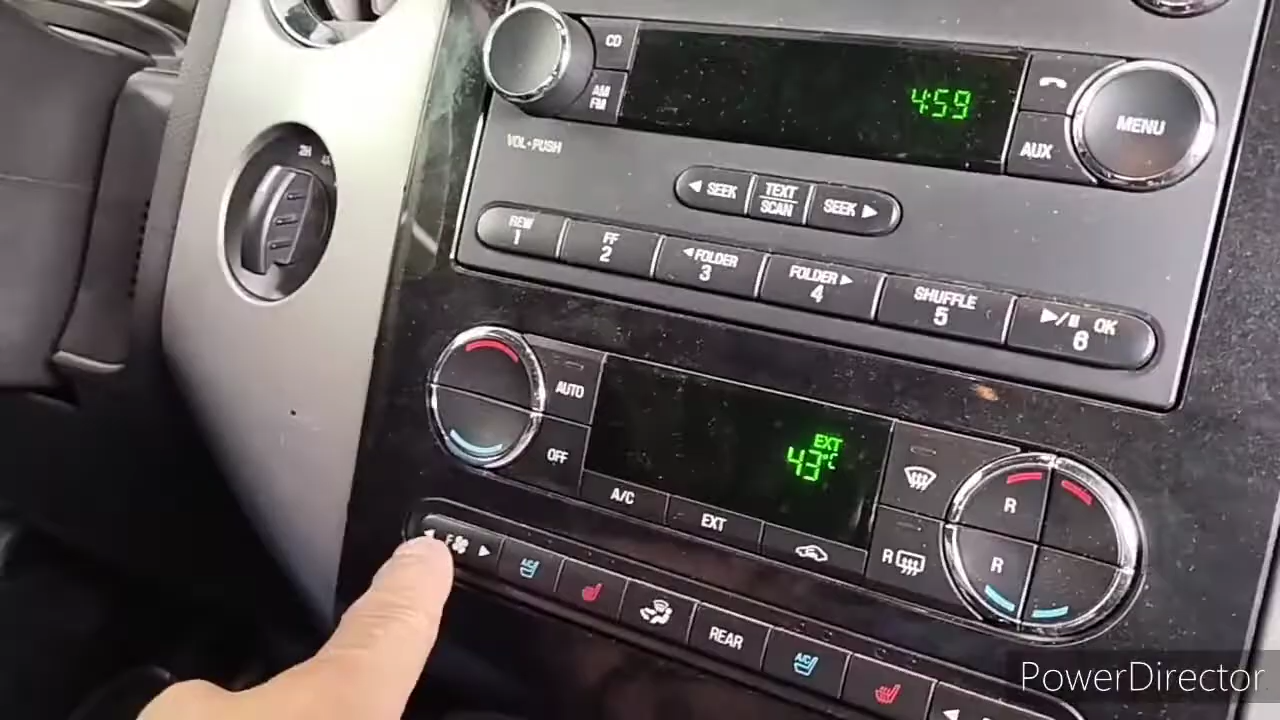 CD
AM
FM
4:59
MENU
AUX
VOL•PUSH
2H
SEEK
TEXT
SCAN
SEEK
REW
1
FF
2
FOLDER
3
FOLDER
4
SHUFFLE
5
OK
6
AUTO
OFF
EXT
43°C
A/C
EXT
R
R
R
F
A/C
REAR
A/C
PowerDirector